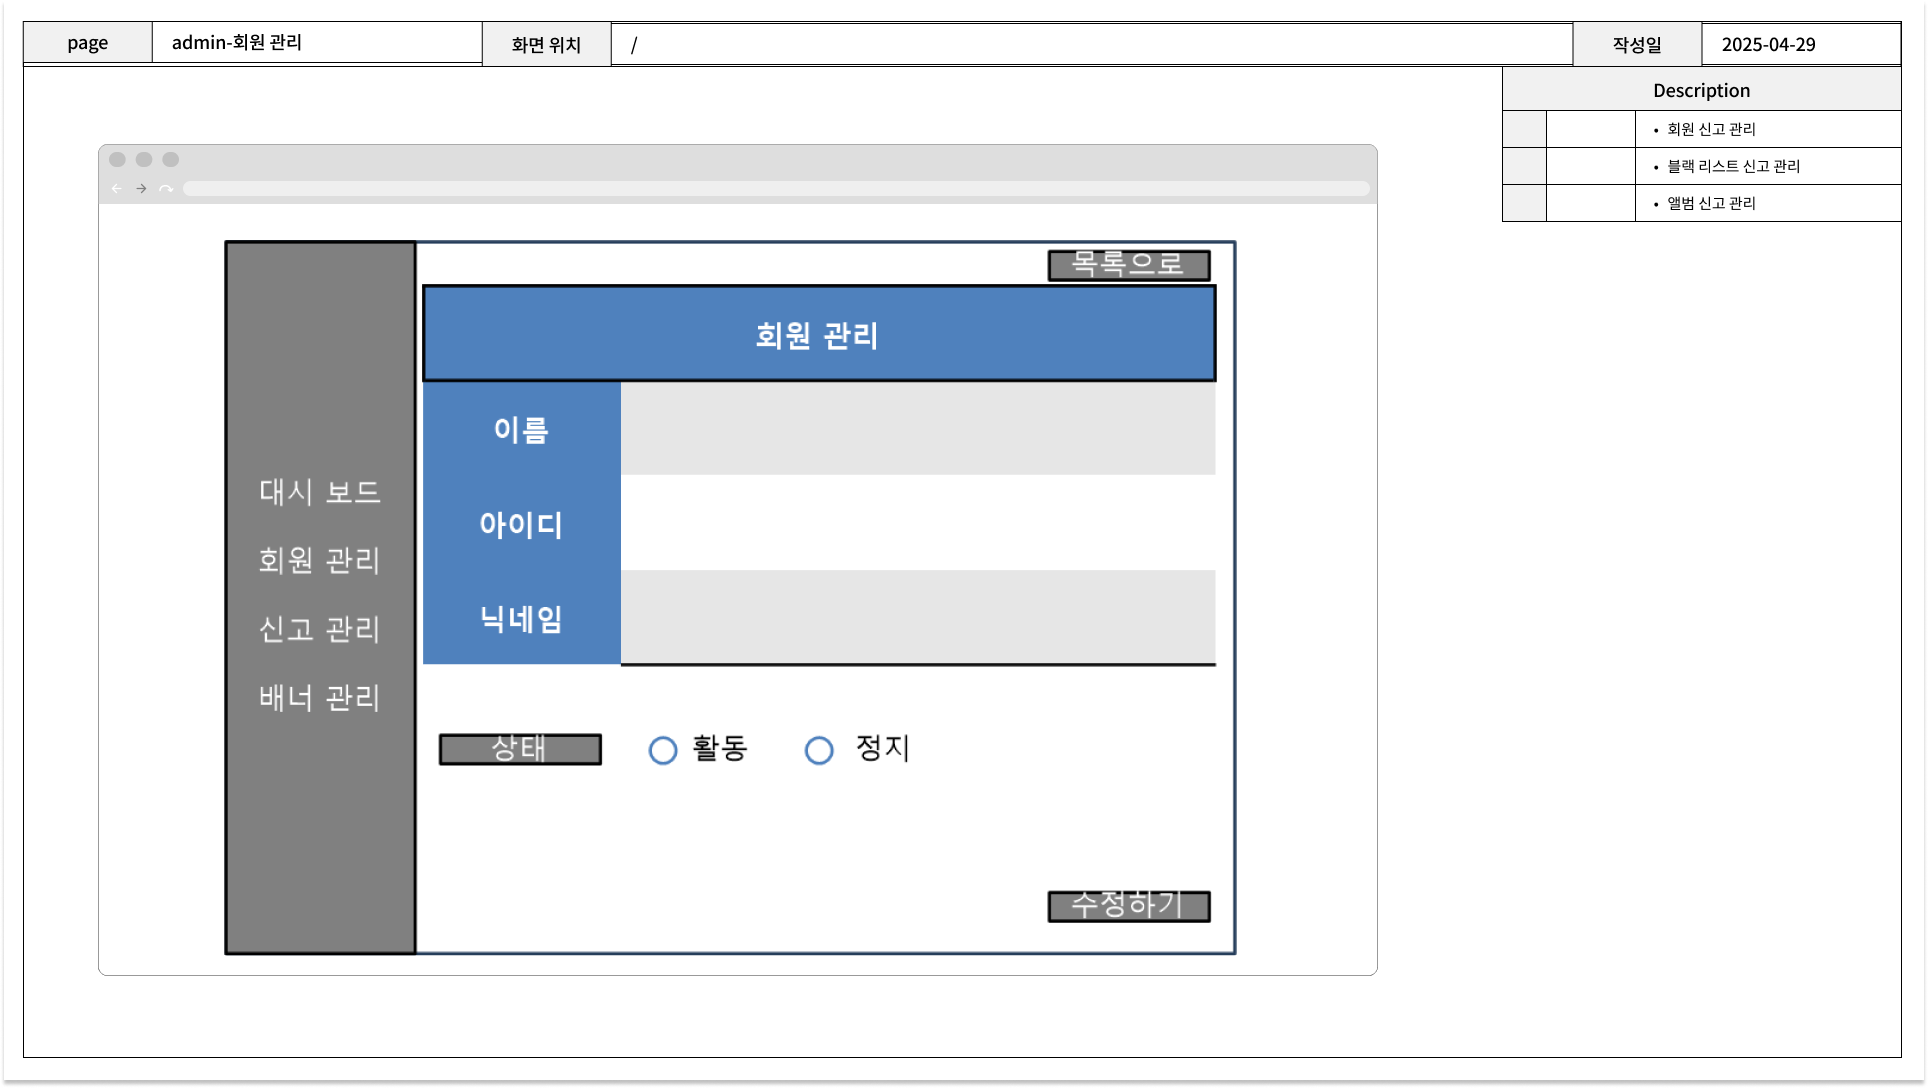 page
admin-회원 관리
화면 위치
/
작성일
2025-04-29
Description
• 회원 신고 관리
• 블랙 리스트 신고 관리
• 앨범 신고 관리
목록으로
회원 관리
이름
아이디
닉네임
대시 보드
회원 관리
신고 관리
배너 관리
상태
활동
정지
수정하기